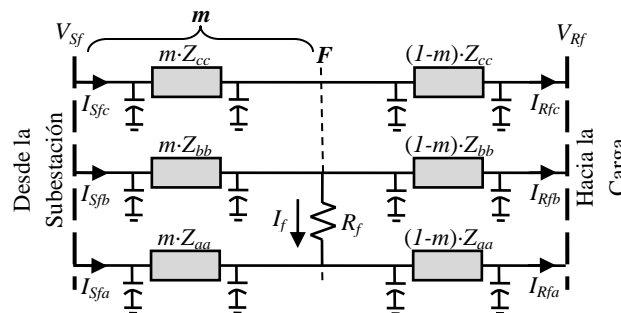 m
V_Sf
F
V_Rf
m·Z_cc
(1-m)·Z_cc
I_Sfc
I_Rfc
m·Z_bb
(1-m)·Z_bb
I_Sfb
I_Rfb
I_f
R_f
m·Z_aa
(1-m)·Z_aa
I_Sfa
I_Rfa
Desde la
Subestación
Hacia la
Carga